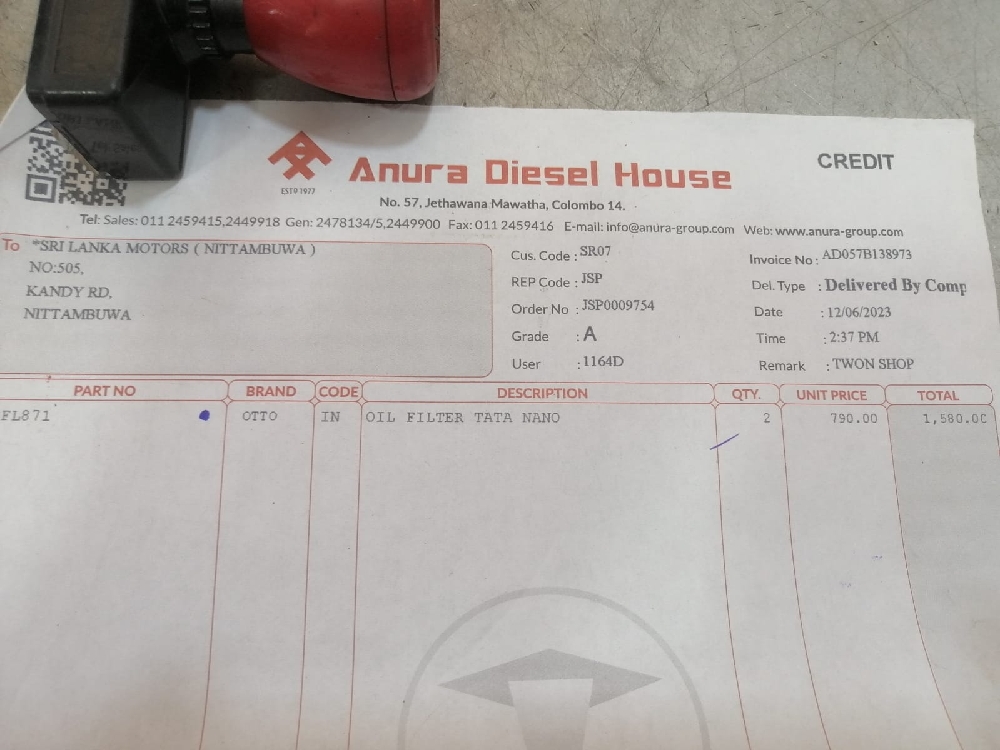 CREDIT
ESTD 1977
Anura Diesel House
No. 57, Jethawana Mawatha, Colombo 14.
Tel: Sales: 011 2459415,2449918 Gen: 2478134/5,2449900 Fax: 011 2459416 E-mail: info@anura-group.com Web: www.anura-group.com
To *SRI LANKA MOTORS ( NITTAMBUWA )
NO:505,
KANDY RD,
NITTAMBUWA
Cus. Code : SR07
REP Code : JSP
Order No : JSP0009754
Grade : A
User : 1164D
Invoice No : AD057B138973
Del. Type : Delivered By Comp
Date : 12/06/2023
Time : 2:37 PM
Remark : TWON SHOP
PART NO BRAND CODE DESCRIPTION QTY. UNIT PRICE TOTAL
FL871 OTTO IN OIL FILTER TATA NANO 2 790.00 1,580.00